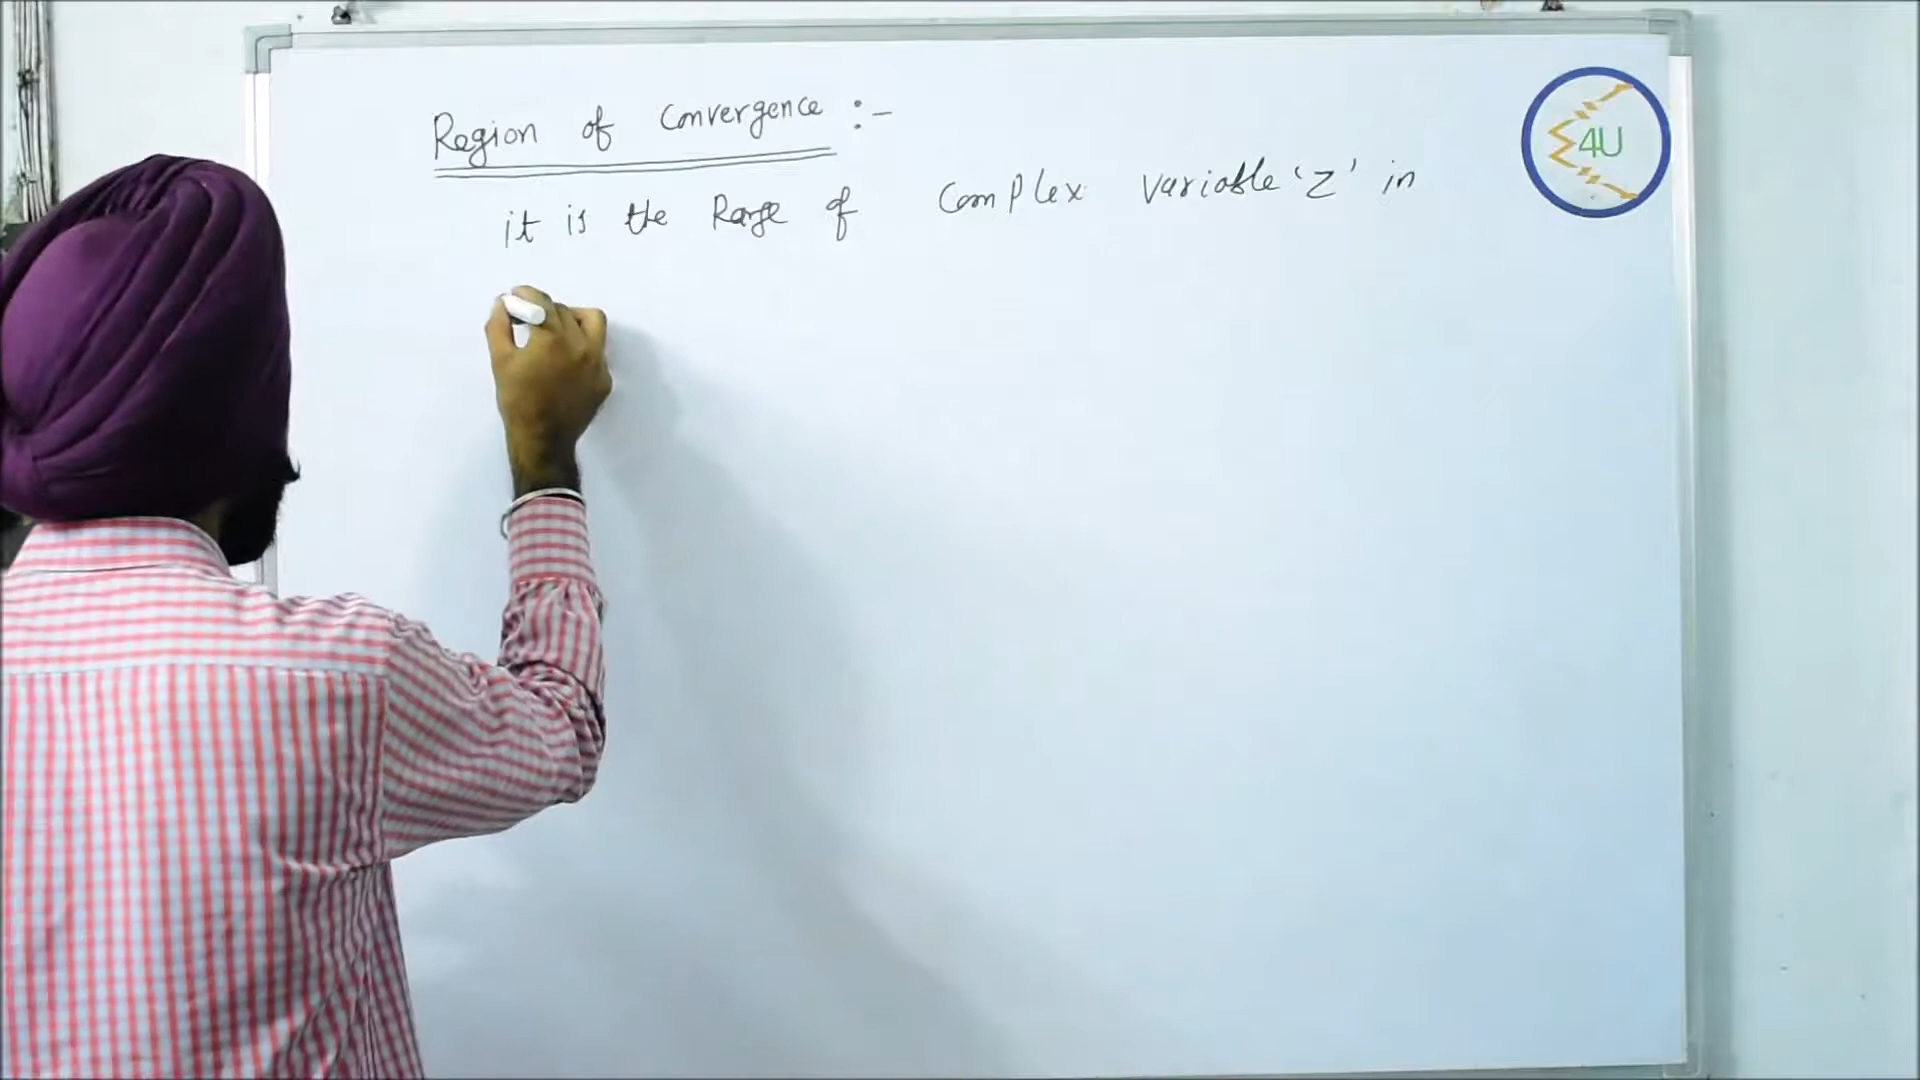 Region of Convergence :-
it is the Range of Complex variable 'Z' in
4U